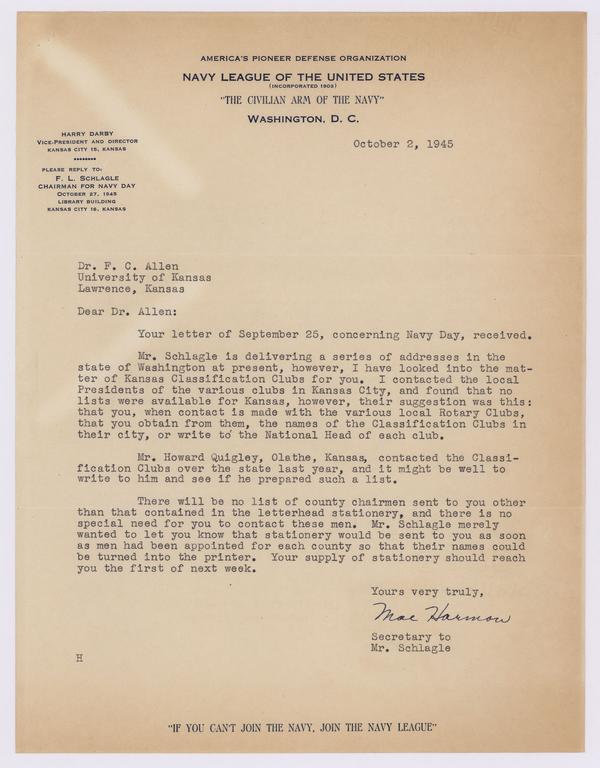 AMERICA'S PIONEER DEFENSE ORGANIZATION
NAVY LEAGUE OF THE UNITED STATES
(INCORPORATED 1903)
"THE CIVILIAN ARM OF THE NAVY"
WASHINGTON, D. C.
HARRY DARBY
VICE-PRESIDENT AND DIRECTOR
KANSAS CITY 15, KANSAS
PLEASE REPLY TO:
F. L. SCHLAGLE
CHAIRMAN FOR NAVY DAY
OCTOBER 27, 1945
LIBRARY BUILDING
KANSAS CITY 16, KANSAS
October 2, 1945
Dr. F. C. Allen
University of Kansas
Lawrence, Kansas
Dear Dr. Allen:
Your letter of September 25, concerning Navy Day, received.
Mr. Schlagle is delivering a series of addresses in the
state of Washington at present, however, I have looked into the mat-
ter of Kansas Classification Clubs for you. I contacted the local
Presidents of the various clubs in Kansas City, and found that no
lists were available for Kansas, however, their suggestion was this:
that you, when contact is made with the various local Rotary Clubs,
that you obtain from them, the names of the Classification Clubs in
their city, or write to the National Head of each club.
Mr. Howard Quigley, Olathe, Kansas, contacted the Classi-
fication Clubs over the state last year, and it might be well to
write to him and see if he prepared such a list.
There will be no list of county chairmen sent to you other
than that contained in the letterhead stationery, and there is no
special need for you to contact these men. Mr. Schlagle merely
wanted to let you know that stationery would be sent to you as soon
as men had been appointed for each county so that their names could
be turned into the printer. Your supply of stationery should reach
you the first of next week.
Yours very truly,
Mae Harmon
Secretary to
Mr. Schlagle
H
"IF YOU CAN'T JOIN THE NAVY, JOIN THE NAVY LEAGUE"